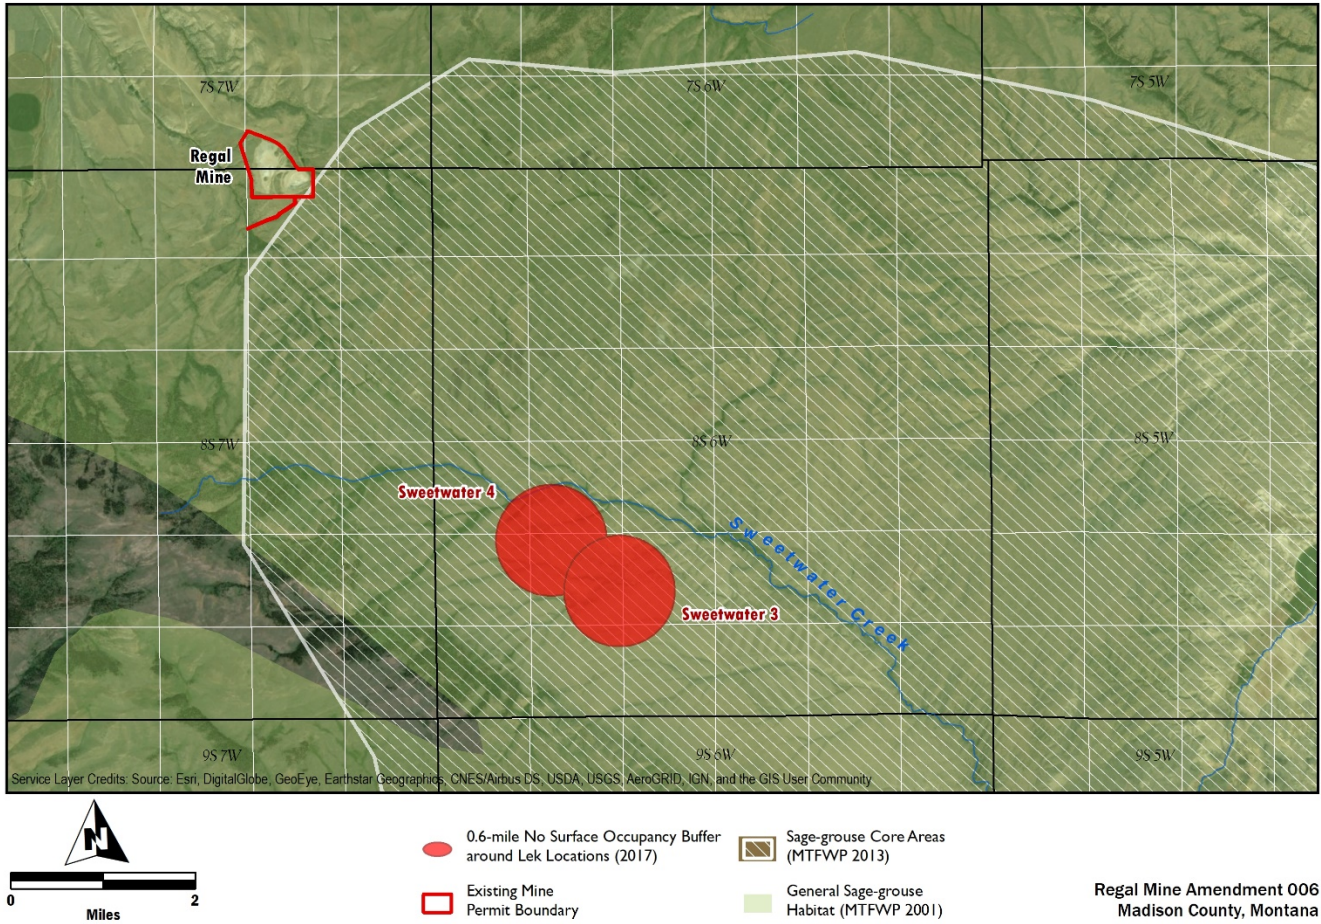 7S 7W
7S 6W
7S 5W
Regal
Mine
8S 7W
8S 6W
8S 5W
Sweetwater 4
Sweetwater Creek
Sweetwater 3
9S 7W
9S 6W
9S 5W
Service Layer Credits: Source: Esri, DigitalGlobe, GeoEye, Earthstar Geographics, CNES/Airbus DS, USDA, USGS, AeroGRID, IGN, and the GIS User Community
N
0 2
Miles
0.6-mile No Surface Occupancy Buffer
around Lek Locations (2017)
Existing Mine
Permit Boundary
Sage-grouse Core Areas
(MTFWP 2013)
General Sage-grouse
Habitat (MTFWP 2001)
Regal Mine Amendment 006
Madison County, Montana